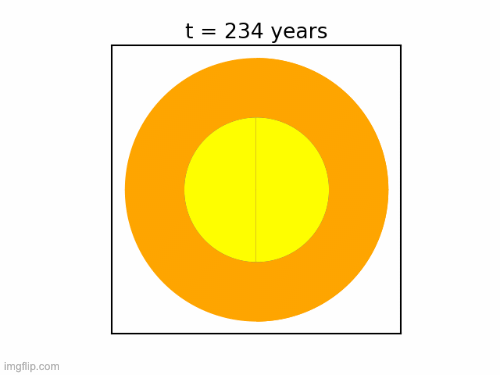 t = 234 years
imgflip.com